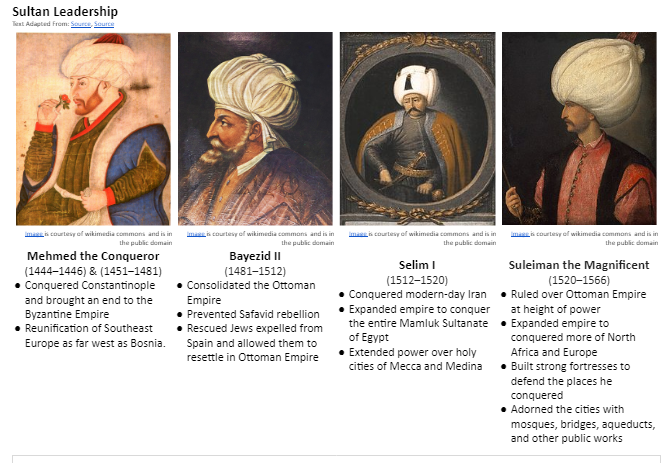 Sultan Leadership
Text Adapted From: Source, Source
Image is courtesy of wikimedia commons and is in
the public domain
Mehmed the Conqueror
(1444–1446) & (1451–1481)
● Conquered Constantinople
and brought an end to the
Byzantine Empire
● Reunification of Southeast
Europe as far west as Bosnia.
Image is courtesy of wikimedia commons and is in
the public domain
Bayezid II
(1481–1512)
● Consolidated the Ottoman
Empire
● Prevented Safavid rebellion
● Rescued Jews expelled from
Spain and allowed them to
resettle in Ottoman Empire
Image is courtesy of wikimedia commons and is in
the public domain
Selim I
(1512–1520)
● Conquered modern-day Iran
● Expanded empire to conquer
the entire Mamluk Sultanate
of Egypt
● Extended power over holy
cities of Mecca and Medina
Image is courtesy of wikimedia commons and is in
the public domain
Suleiman the Magnificent
(1520–1566)
● Ruled over Ottoman Empire
at height of power
● Expanded empire to
conquered more of North
Africa and Europe
● Built strong fortresses to
defend the places he
conquered
● Adorned the cities with
mosques, bridges, aqueducts,
and other public works